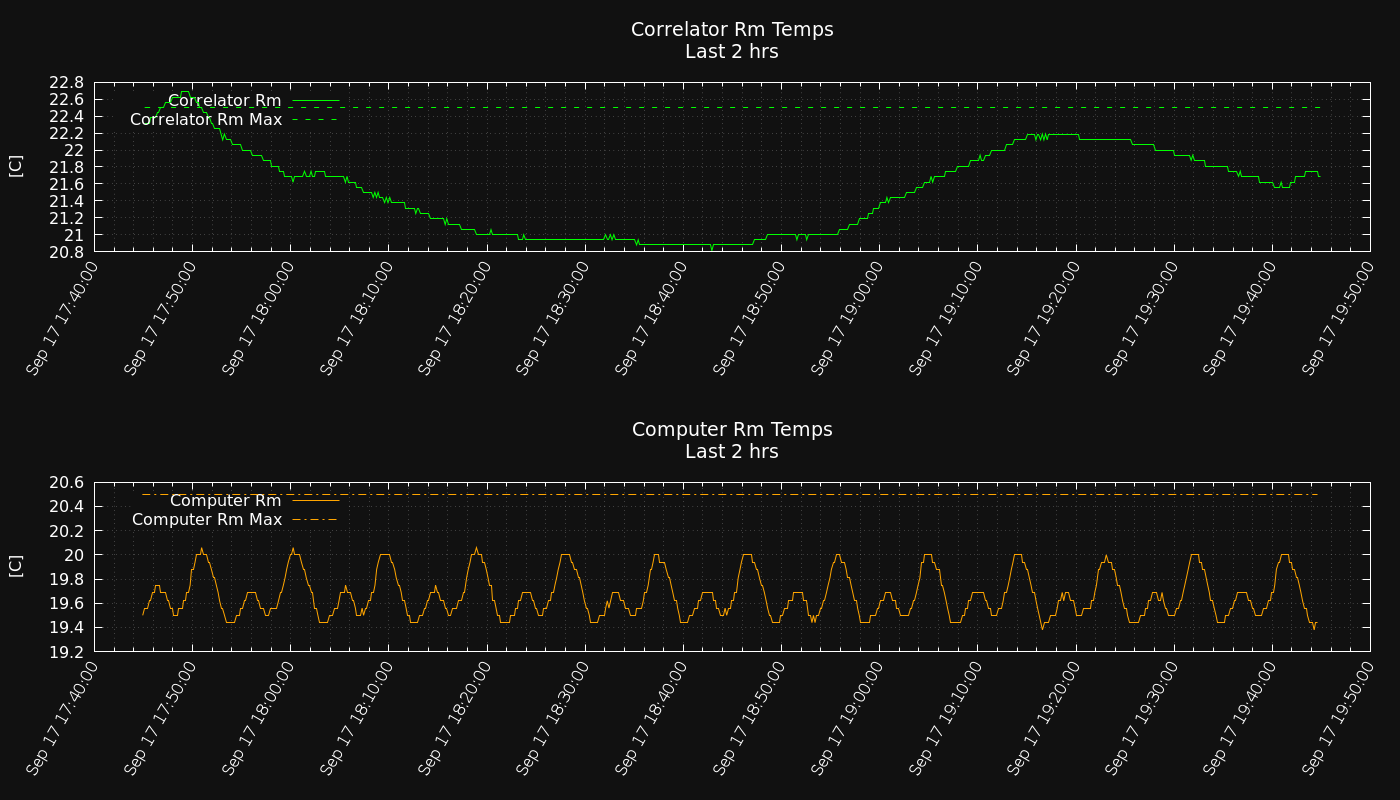 Correlator Rm Temps
Last 2 hrs
[C]
22.8
22.6
22.4
22.2
22
21.8
21.6
21.4
21.2
21
20.8
Correlator Rm
Correlator Rm Max
Sep 17 17:40:00
Sep 17 17:50:00
Sep 17 18:00:00
Sep 17 18:10:00
Sep 17 18:20:00
Sep 17 18:30:00
Sep 17 18:40:00
Sep 17 18:50:00
Sep 17 19:00:00
Sep 17 19:10:00
Sep 17 19:20:00
Sep 17 19:30:00
Sep 17 19:40:00
Sep 17 19:50:00
Computer Rm Temps
Last 2 hrs
[C]
20.6
20.4
20.2
20
19.8
19.6
19.4
19.2
Computer Rm
Computer Rm Max
Sep 17 17:40:00
Sep 17 17:50:00
Sep 17 18:00:00
Sep 17 18:10:00
Sep 17 18:20:00
Sep 17 18:30:00
Sep 17 18:40:00
Sep 17 18:50:00
Sep 17 19:00:00
Sep 17 19:10:00
Sep 17 19:20:00
Sep 17 19:30:00
Sep 17 19:40:00
Sep 17 19:50:00